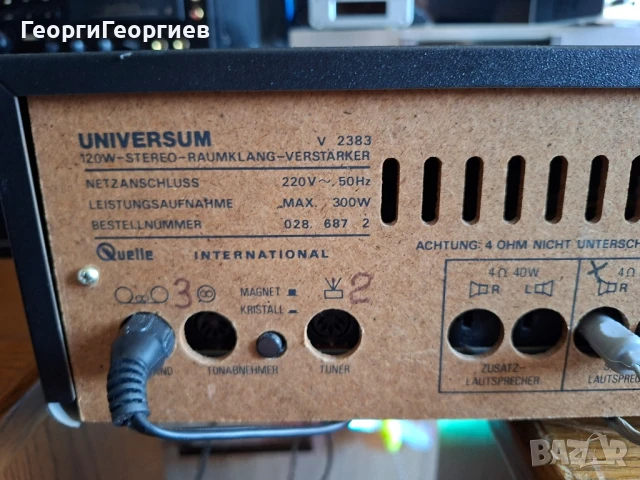 ГеоргиГеоргиев
UNIVERSUM V 2383
120W-STEREO-RAUMKLANG-VERSTÄRKER
NETZANSCHLUSS 220V~, 50Hz
LEISTUNGSAUFNAHME MAX. 300W
BESTELLNUMMER 028. 687 2
Quelle INTERNATIONAL
ACHTUNG: 4 OHM NICHT UNTERSCH
3 MAGNET 2
KRISTALL
4Ω 40W 4Ω
R L R
TONABNEHMER TUNER
ZUSATZ-
LAUTSPRECHER LAUTSPRECHER
BAZAR